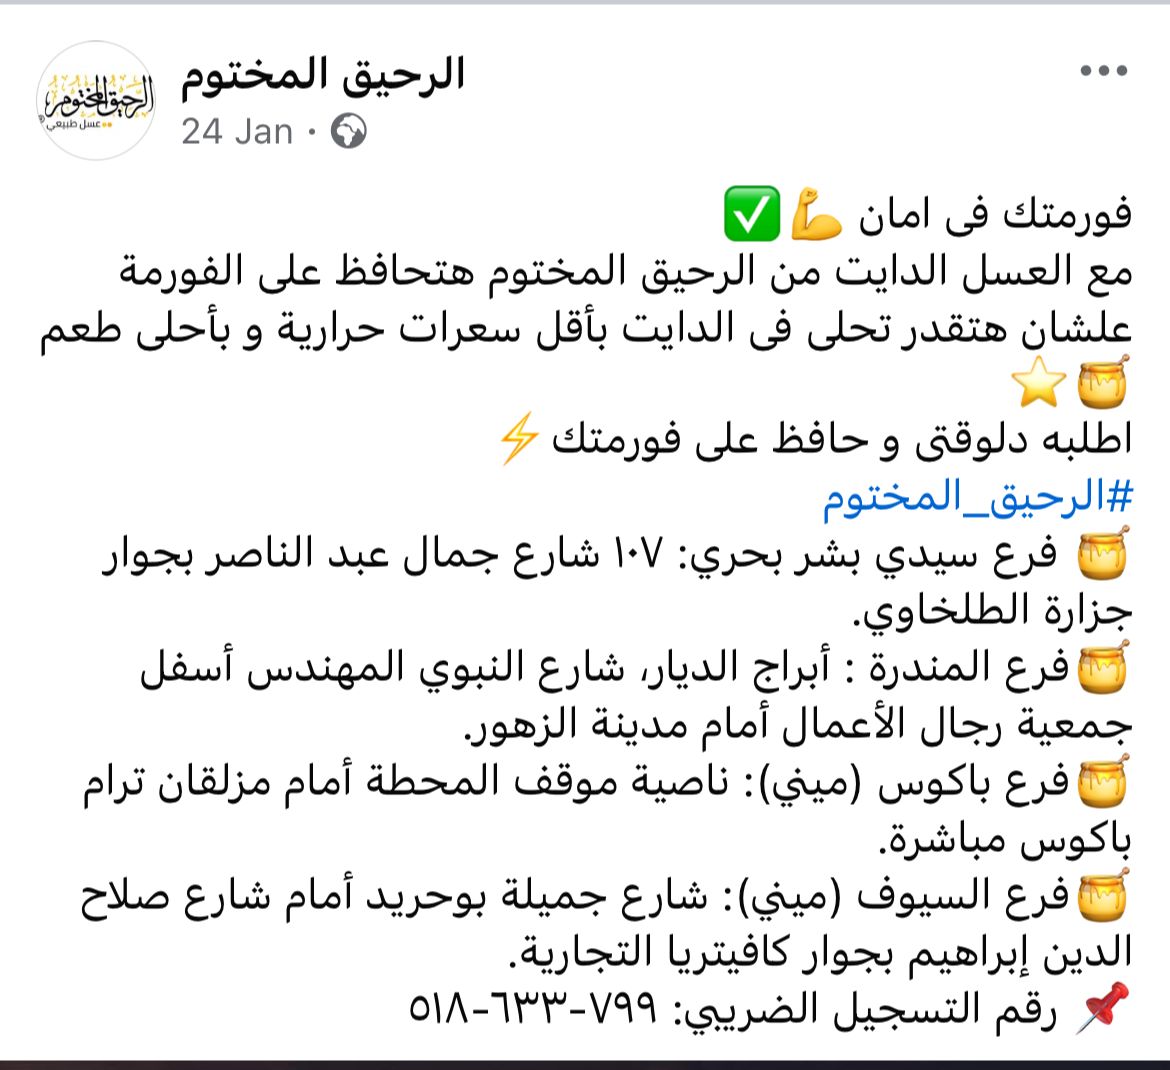 الرحيق المختوم
عسل طبيعي
الرحيق المختوم
24 Jan ·
فورمتك فى امان 💪✅
مع العسل الدايت من الرحيق المختوم هتحافظ على الفورمة
علشان هتقدر تحلى فى الدايت بأقل سعرات حرارية و بأحلى طعم
🍯⭐
اطلبه دلوقتى و حافظ على فورمتك ⚡
#الرحيق_المختوم
🍯 فرع سيدي بشر بحري: ١٠٧ شارع جمال عبد الناصر بجوار
جزارة الطلخاوي.
🍯فرع المندرة : أبراج الديار، شارع النبوي المهندس أسفل
جمعية رجال الأعمال أمام مدينة الزهور.
🍯فرع باكوس (ميني): ناصية موقف المحطة أمام مزلقان ترام
باكوس مباشرة.
🍯فرع السيوف (ميني): شارع جميلة بوحريد أمام شارع صلاح
الدين إبراهيم بجوار كافيتريا التجارية.
📌 رقم التسجيل الضريبي: ٧٩٩-٦٣٣-٥١٨